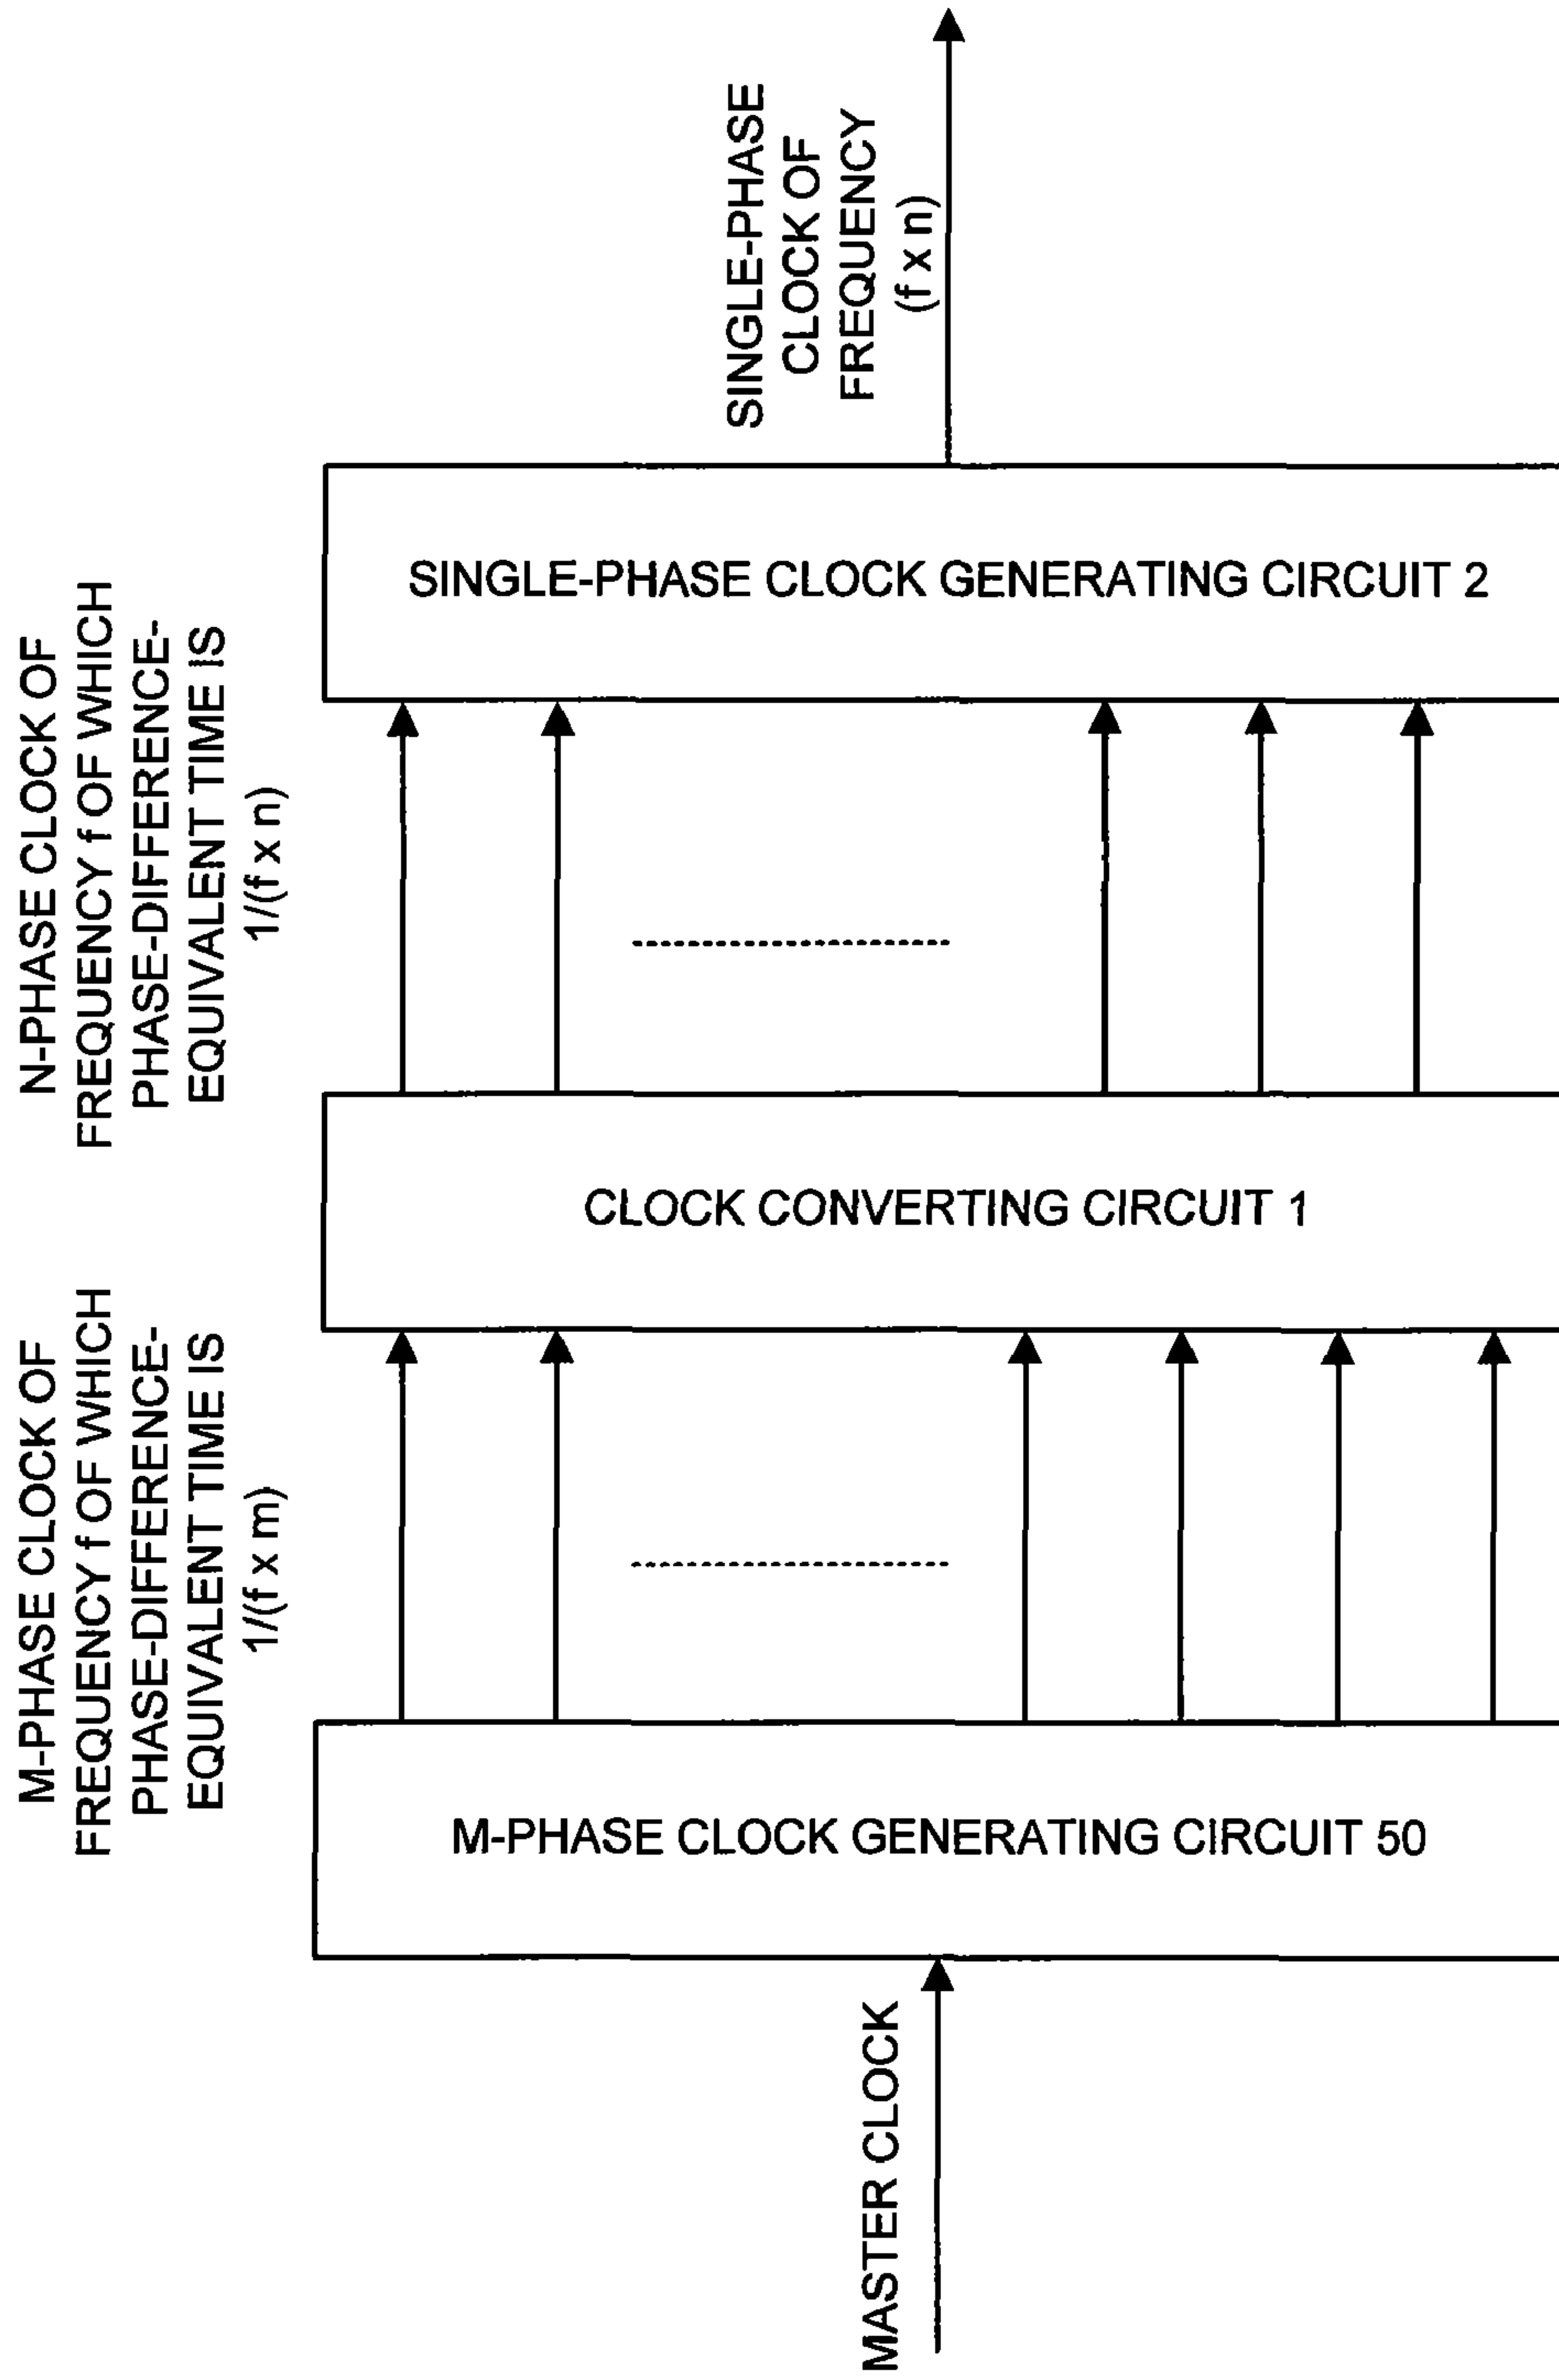 MASTER CLOCK
M-PHASE CLOCK GENERATING CIRCUIT 50
M-PHASE CLOCK OF
FREQUENCY f OF WHICH
PHASE-DIFFERENCE-
EQUIVALENT TIME IS
1/(f x m)
CLOCK CONVERTING CIRCUIT 1
N-PHASE CLOCK OF
FREQUENCY f OF WHICH
PHASE-DIFFERENCE-
EQUIVALENT TIME IS
1/(f x n)
SINGLE-PHASE CLOCK GENERATING CIRCUIT 2
SINGLE-PHASE
CLOCK OF
FREQUENCY
(f x n)